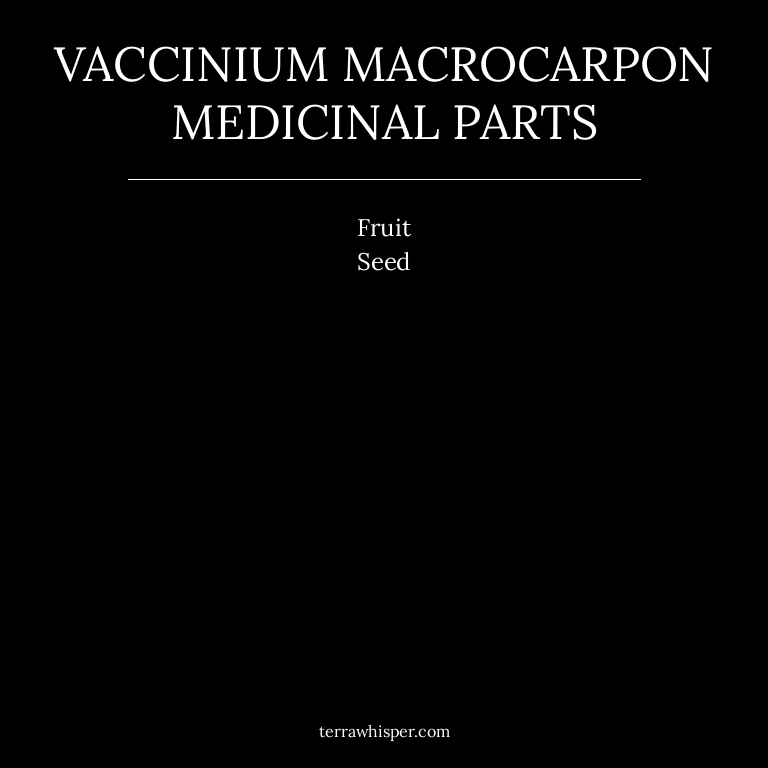 VACCINIUM MACROCARPON
MEDICINAL PARTS
Fruit
Seed
terrawhisper.com